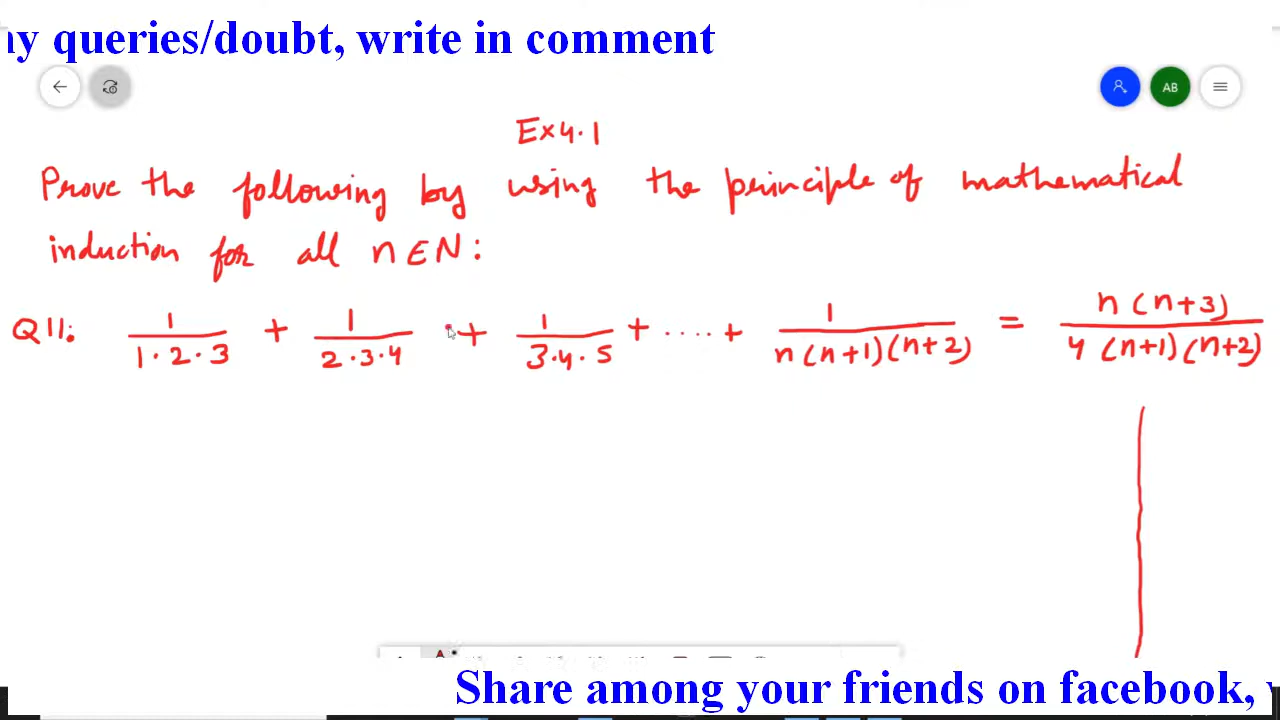 ny queries/doubt, write in comment
AB
Ex 4.1
Prove the following by using the principle of mathematical
induction for all n∈N:
Q11: 1/(1·2·3) + 1/(2·3·4) + 1/(3·4·5) + ..... + 1/(n(n+1)(n+2)) = n(n+3)/(4(n+1)(n+2))
Share among your friends on facebook,